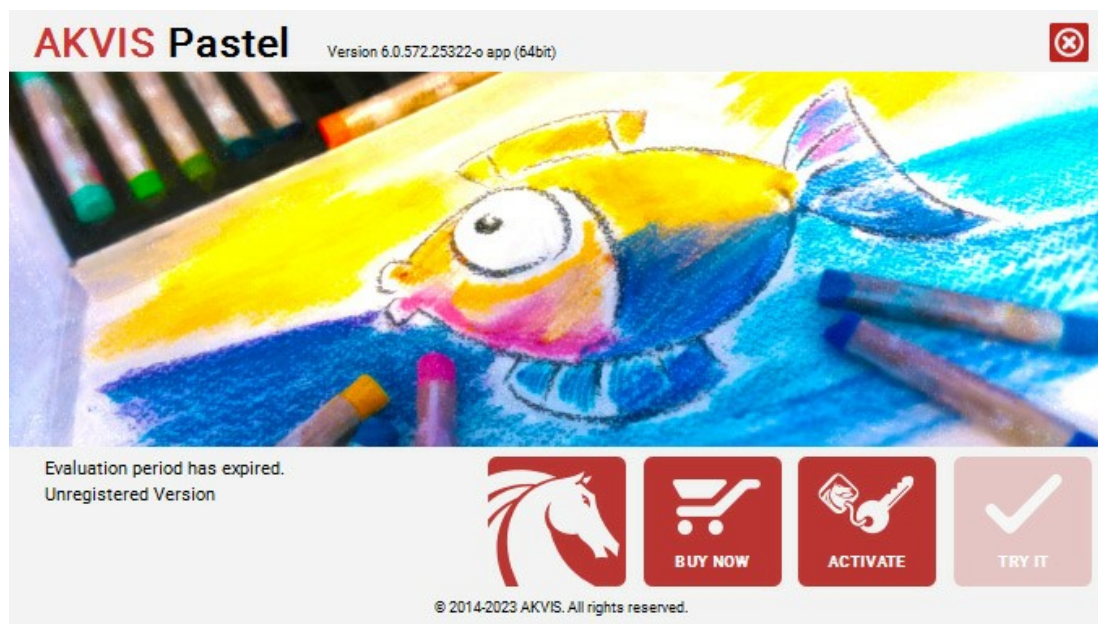 AKVIS Pastel
Version 6.0.572.25322-o app (64bit)
Evaluation period has expired.
Unregistered Version
BUY NOW
ACTIVATE
TRY IT
© 2014-2023 AKVIS. All rights reserved.